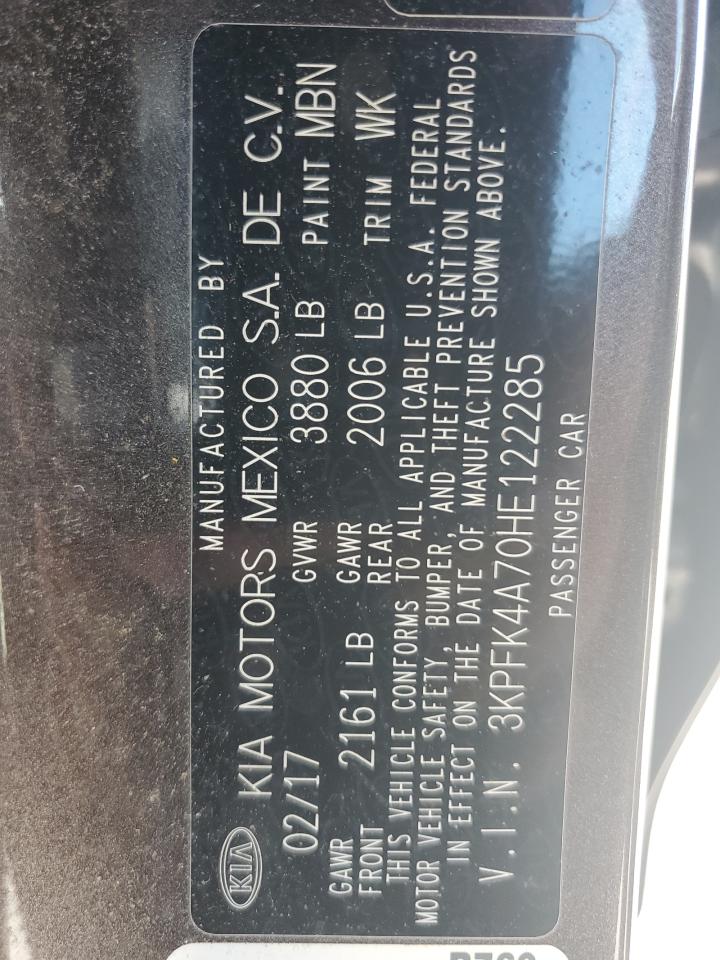 MANUFACTURED BY
KIA KIA MOTORS MEXICO S.A. DE C.V.
02/17 GVWR 3880 LB PAINT MBN
GAWR FRONT 2161 LB GAWR REAR 2006 LB TRIM WK
THIS VEHICLE CONFORMS TO ALL APPLICABLE U.S.A. FEDERAL
MOTOR VEHICLE SAFETY, BUMPER, AND THEFT PREVENTION STANDARDS
IN EFFECT ON THE DATE OF MANUFACTURE SHOWN ABOVE.
V.I.N. 3KPFK4A70HE122285
PASSENGER CAR